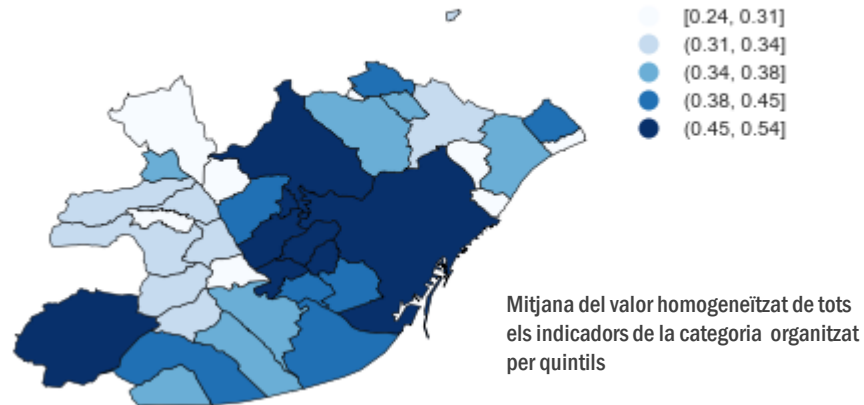 [0.24, 0.31]
(0.31, 0.34]
(0.34, 0.38]
(0.38, 0.45]
(0.45, 0.54]
Mitjana del valor homogeneïtzat de tots
els indicadors de la categoria organitzat
per quintils